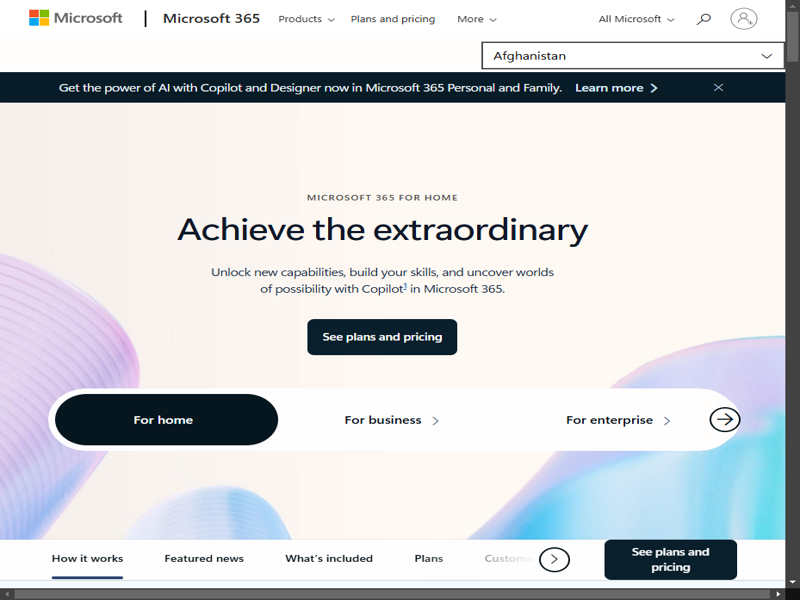 Microsoft
Microsoft 365
Products
Plans and pricing
More
All Microsoft
Afghanistan
Get the power of AI with Copilot and Designer now in Microsoft 365 Personal and Family.
Learn more
MICROSOFT 365 FOR HOME
Achieve the extraordinary
Unlock new capabilities, build your skills, and uncover worlds
of possibility with Copilot1 in Microsoft 365.
See plans and pricing
For home
For business
For enterprise
How it works
Featured news
What's included
Plans
Custome
See plans and
pricing